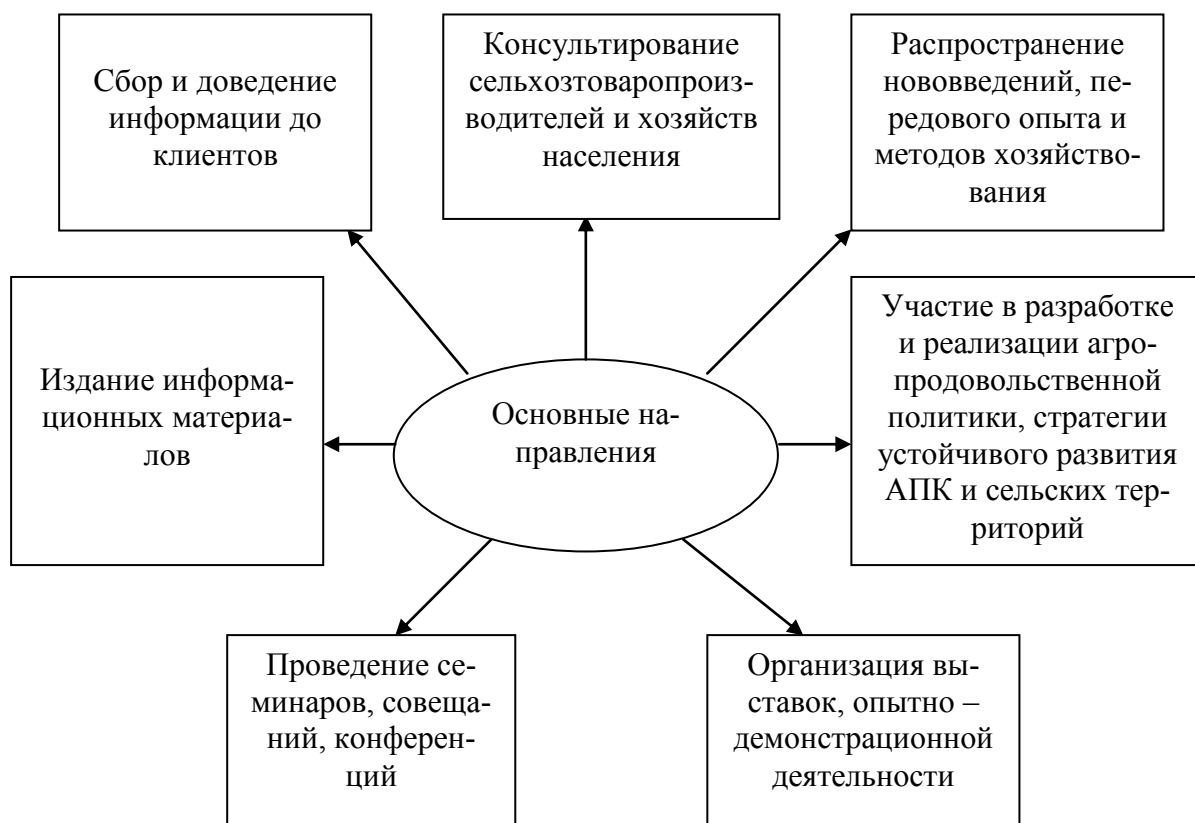 Сбор и доведение
информации до
клиентов
Консультирование
сельхозтоваропроиз-
водителей и хозяйств
населения
Распространение
нововведений, пе-
редового опыта и
методов хозяйство-
вания
Издание информа-
ционных материа-
лов
Основные на-
правления
Участие в разработке
и реализации агро-
продовольственной
политики, стратегии
устойчивого развития
АПК и сельских тер-
риторий
Проведение се-
минаров, совеща-
ний, конферен-
ций
Организация вы-
ставок, опытно –
демонстрационной
деятельности